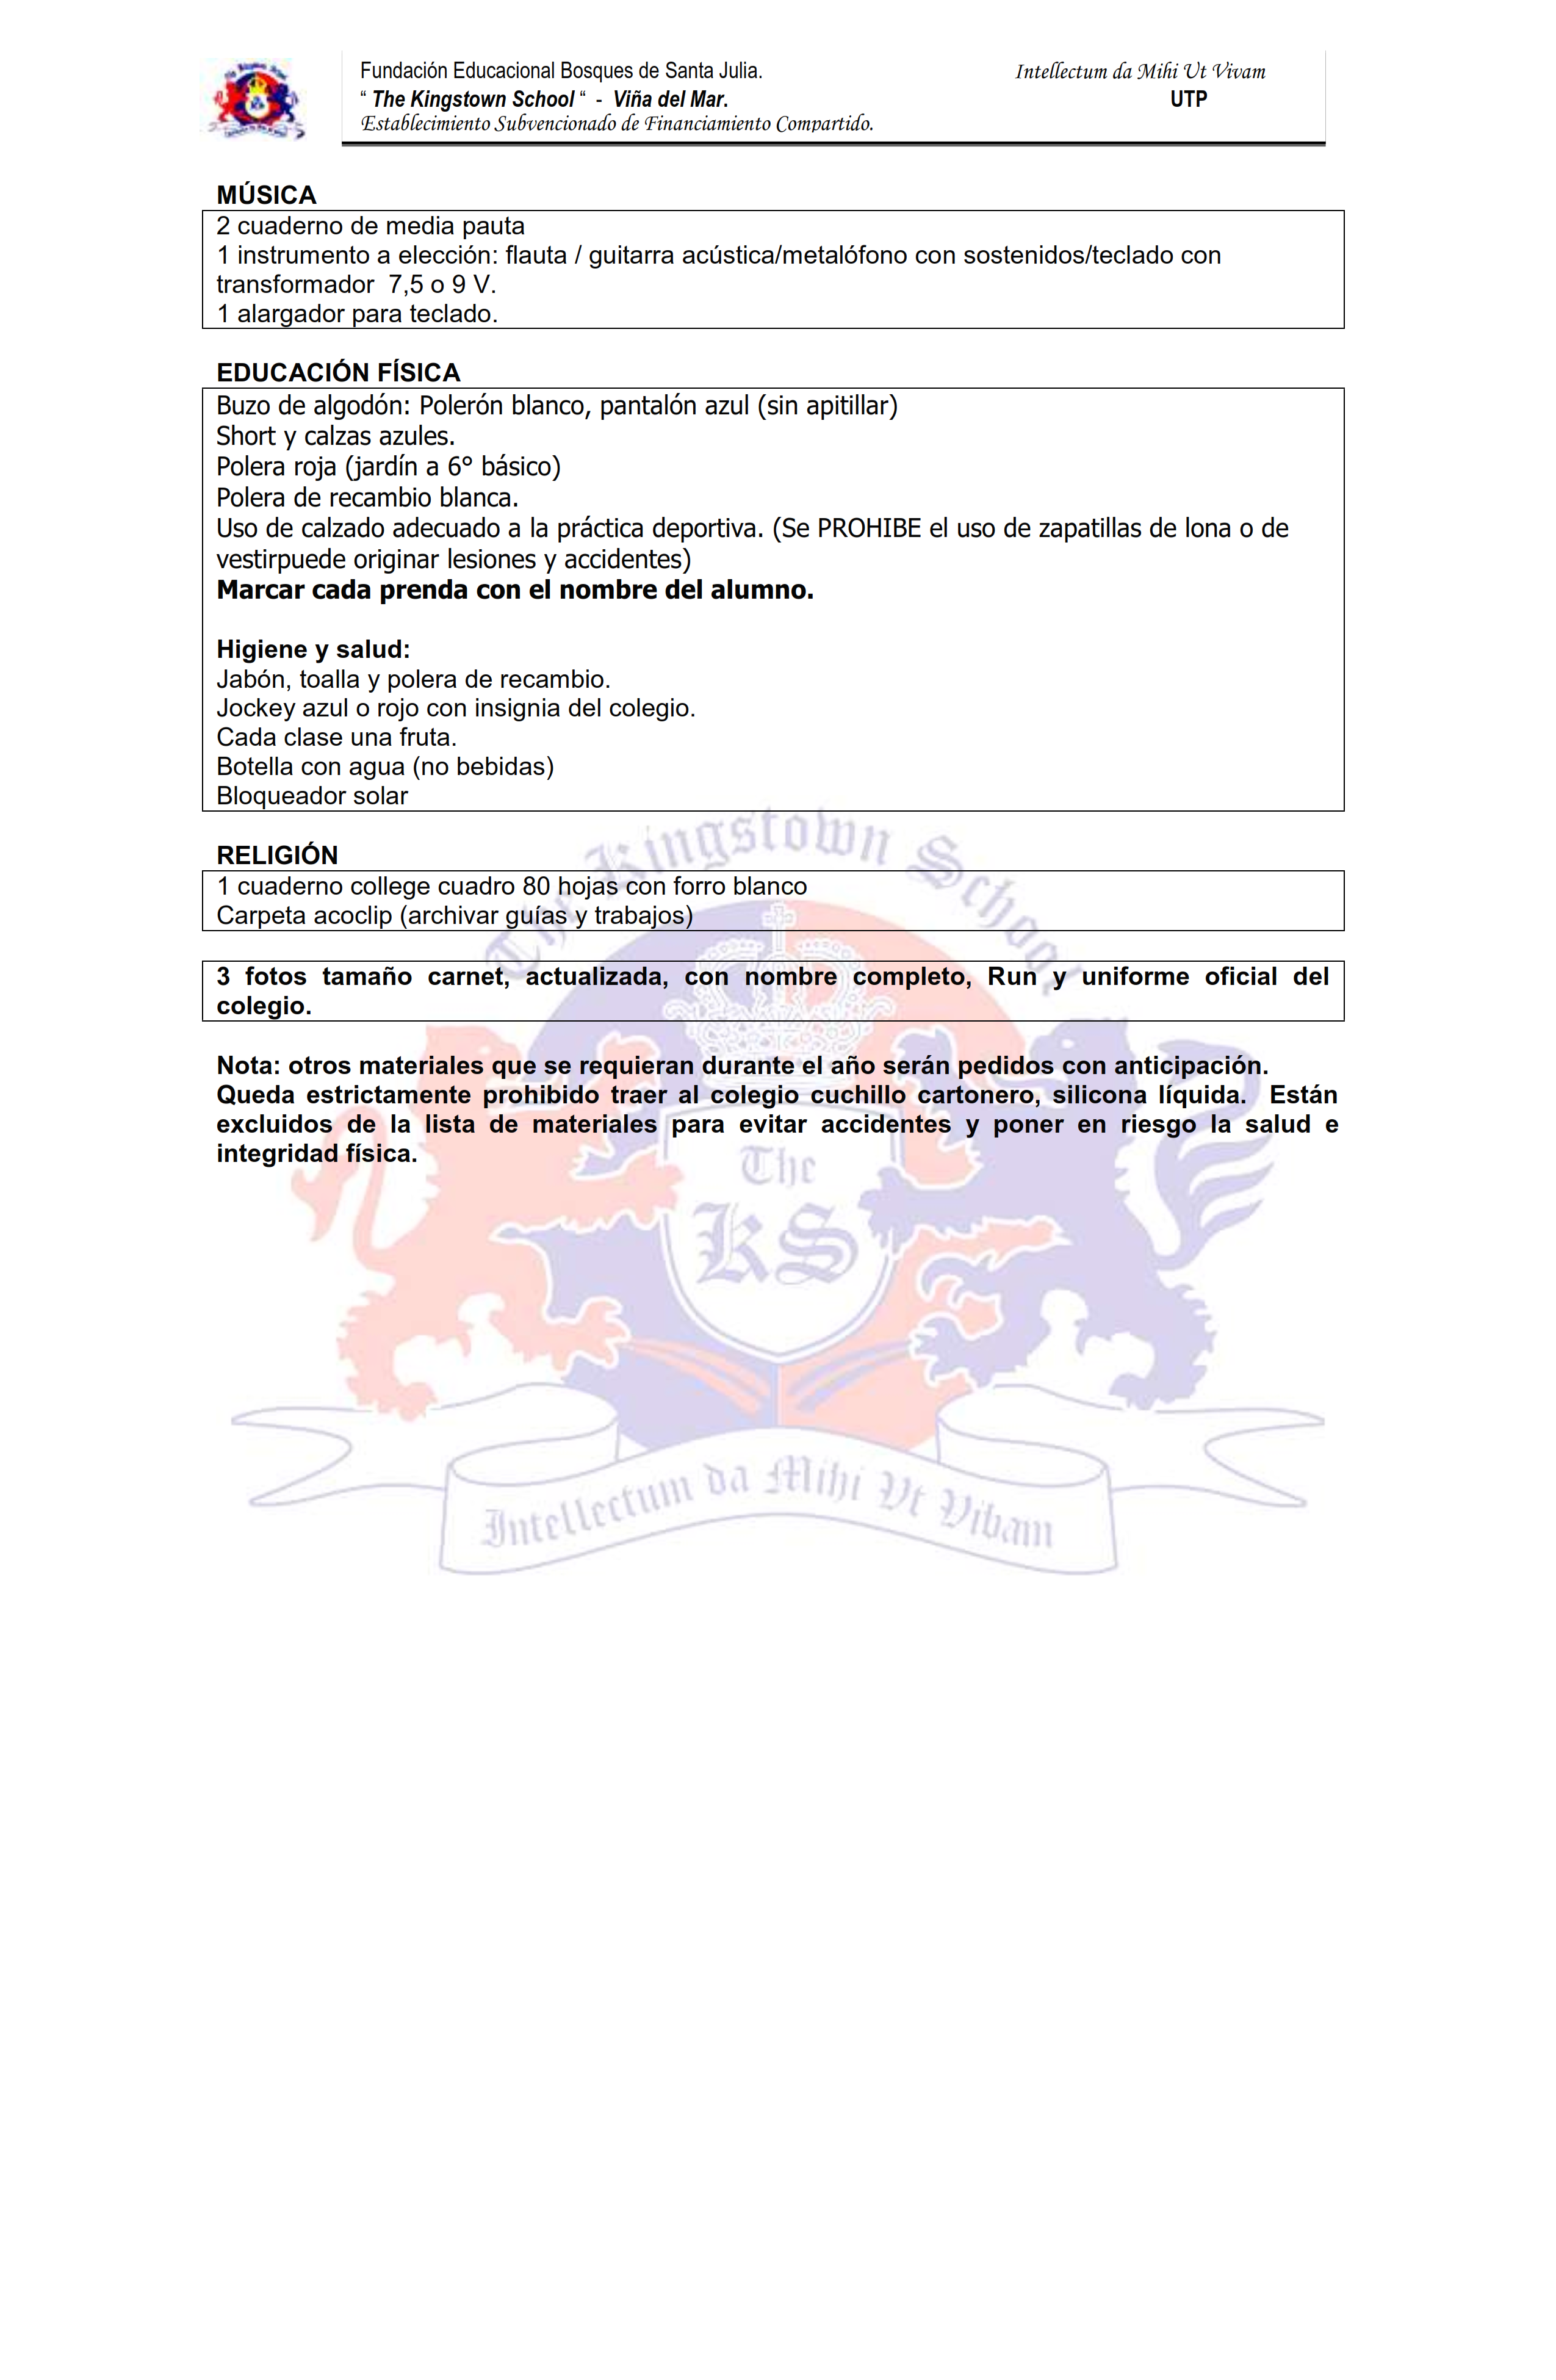 Fundación Educacional Bosques de Santa Julia. Intellectum da Mihi Ut Vivam
“ The Kingstown School “ - Viña del Mar. UTP
Establecimiento Subvencionado de Financiamiento Compartido.
MÚSICA
2 cuaderno de media pauta
1 instrumento a elección: flauta / guitarra acústica/metalófono con sostenidos/teclado con
transformador 7,5 o 9 V.
1 alargador para teclado.
EDUCACIÓN FÍSICA
Buzo de algodón: Polerón blanco, pantalón azul (sin apitillar)
Short y calzas azules.
Polera roja (jardín a 6° básico)
Polera de recambio blanca.
Uso de calzado adecuado a la práctica deportiva. (Se PROHIBE el uso de zapatillas de lona o de
vestirpuede originar lesiones y accidentes)
Marcar cada prenda con el nombre del alumno.
Higiene y salud:
Jabón, toalla y polera de recambio.
Jockey azul o rojo con insignia del colegio.
Cada clase una fruta.
Botella con agua (no bebidas)
Bloqueador solar
The Kingstown School
RELIGIÓN
1 cuaderno college cuadro 80 hojas con forro blanco
Carpeta acoclip (archivar guías y trabajos)
3 fotos tamaño carnet, actualizada, con nombre completo, Run y uniforme oficial del
colegio.
Nota: otros materiales que se requieran durante el año serán pedidos con anticipación.
Queda estrictamente prohibido traer al colegio cuchillo cartonero, silicona líquida. Están
excluidos de la lista de materiales para evitar accidentes y poner en riesgo la salud e
integridad física.
The
KS
Intellectum da Mihi Vt Vibam